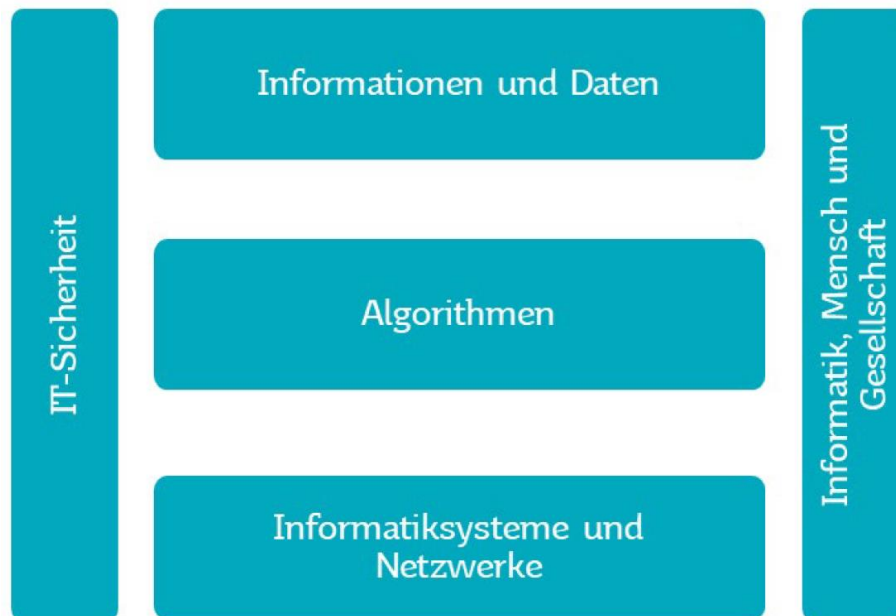 IT-Sicherheit
Informationen und Daten
Algorithmen
Informatiksysteme und
Netzwerke
Informatik, Mensch und
Gesellschaft